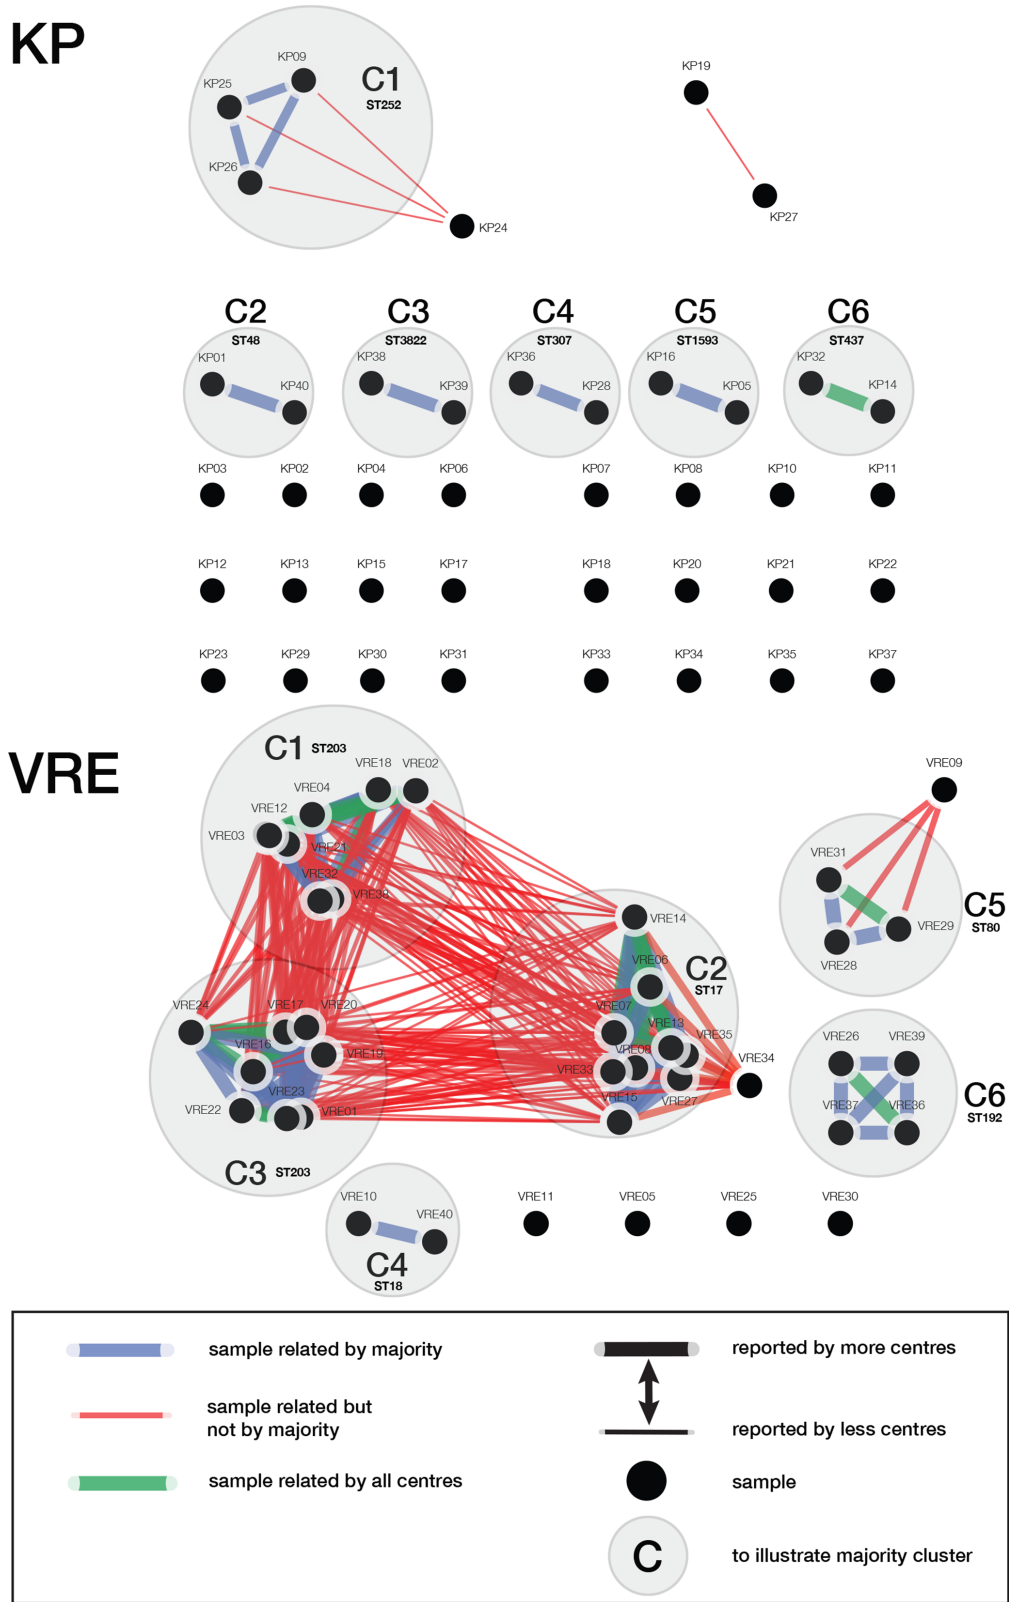 KP
KP09
C1
ST252
KP25
KP26
KP24
KP19
KP27
C2
C3
C4
C5
C6
ST48
ST3822
ST307
ST1593
ST437
KP01
KP40
KP38
KP39
KP36
KP28
KP16
KP05
KP32
KP14
KP03
KP02
KP04
KP06
KP07
KP08
KP10
KP11
KP12
KP13
KP15
KP17
KP18
KP20
KP21
KP22
KP23
KP29
KP30
KP31
KP33
KP34
KP35
KP37
VRE
C1 ST203
VRE18
VRE02
VRE04
VRE12
VRE03
VRE21
VRE32
VRE38
VRE09
VRE31
VRE29
VRE28
C5
ST80
VRE14
VRE06
C2
ST17
VRE07
VRE13
VRE35
VRE08
VRE33
VRE27
VRE15
VRE34
VRE24
VRE17
VRE20
VRE16
VRE19
VRE23
VRE22
VRE01
C3 ST203
VRE26
VRE39
VRE37
VRE36
C6
ST192
VRE10
VRE40
C4
ST18
VRE11
VRE05
VRE25
VRE30
sample related by majority
sample related but
not by majority
sample related by all centres
reported by more centres
reported by less centres
sample
C
to illustrate majority cluster